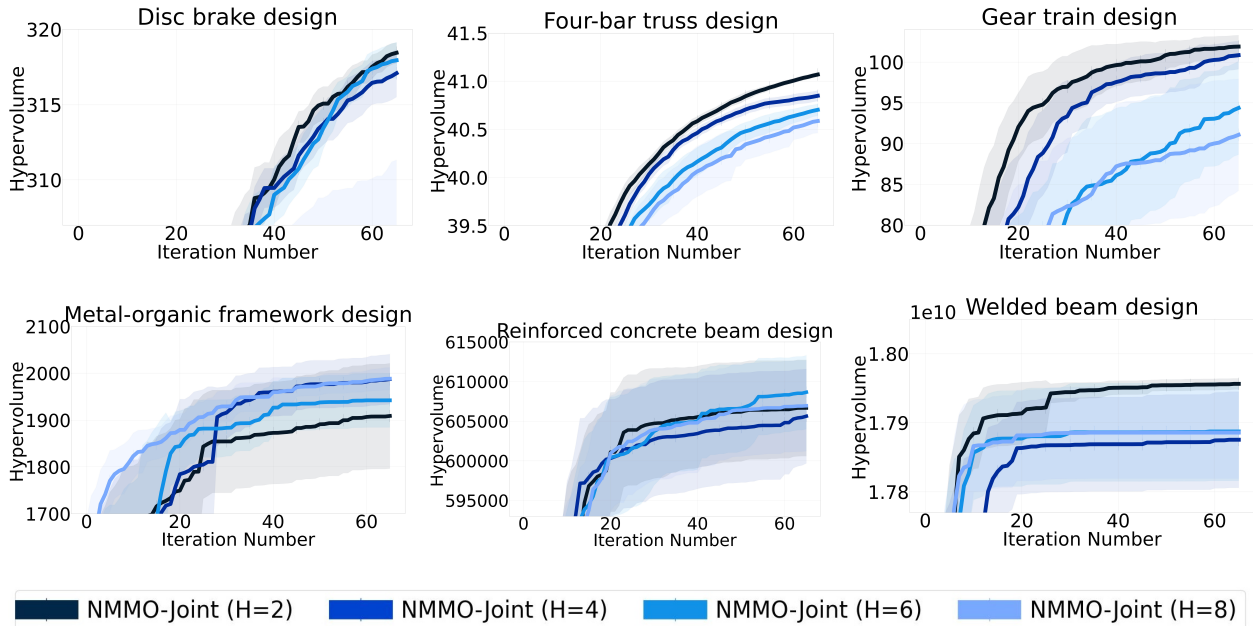 Disc brake design
320
315
310
Hypervolume
0 20 40 60
Iteration Number
Four-bar truss design
41.5
41.0
40.5
40.0
39.5
Hypervolume
0 20 40 60
Iteration Number
Gear train design
100
95
90
85
80
Hypervolume
0 20 40 60
Iteration Number
Metal-organic framework design
2100
2000
1900
1800
1700
Hypervolume
0 20 40 60
Iteration Number
Reinforced concrete beam design
615000
610000
605000
600000
595000
Hypervolume
0 20 40 60
Iteration Number
1e10 Welded beam design
1.80
1.79
1.78
Hypervolume
0 20 40 60
Iteration Number
NMMO-Joint (H=2) NMMO-Joint (H=4) NMMO-Joint (H=6) NMMO-Joint (H=8)